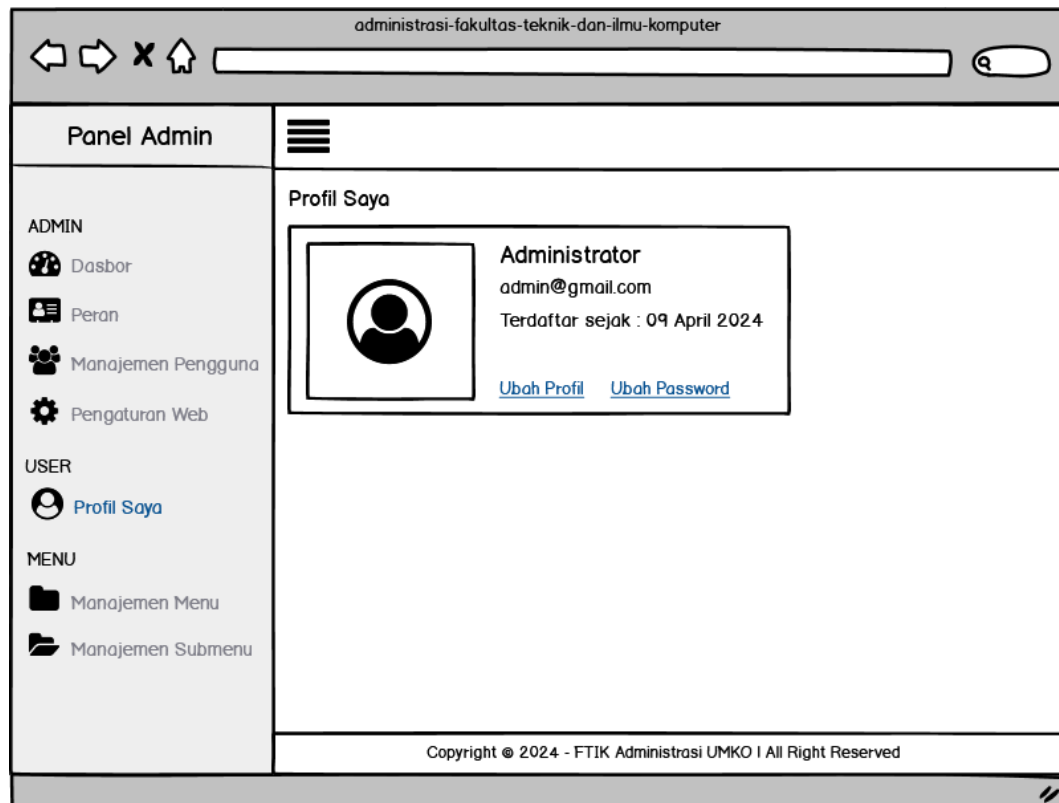 administrasi-fakultas-teknik-dan-ilmu-komputer
Panel Admin
ADMIN
Dasbor
Peran
Manajemen Pengguna
Pengaturan Web
USER
Profil Saya
MENU
Manajemen Menu
Manajemen Submenu
Profil Saya
Administrator
admin@gmail.com
Terdaftar sejak : 09 April 2024
Ubah Profil Ubah Password
Copyright © 2024 - FTIK Administrasi UMKO | All Right Reserved